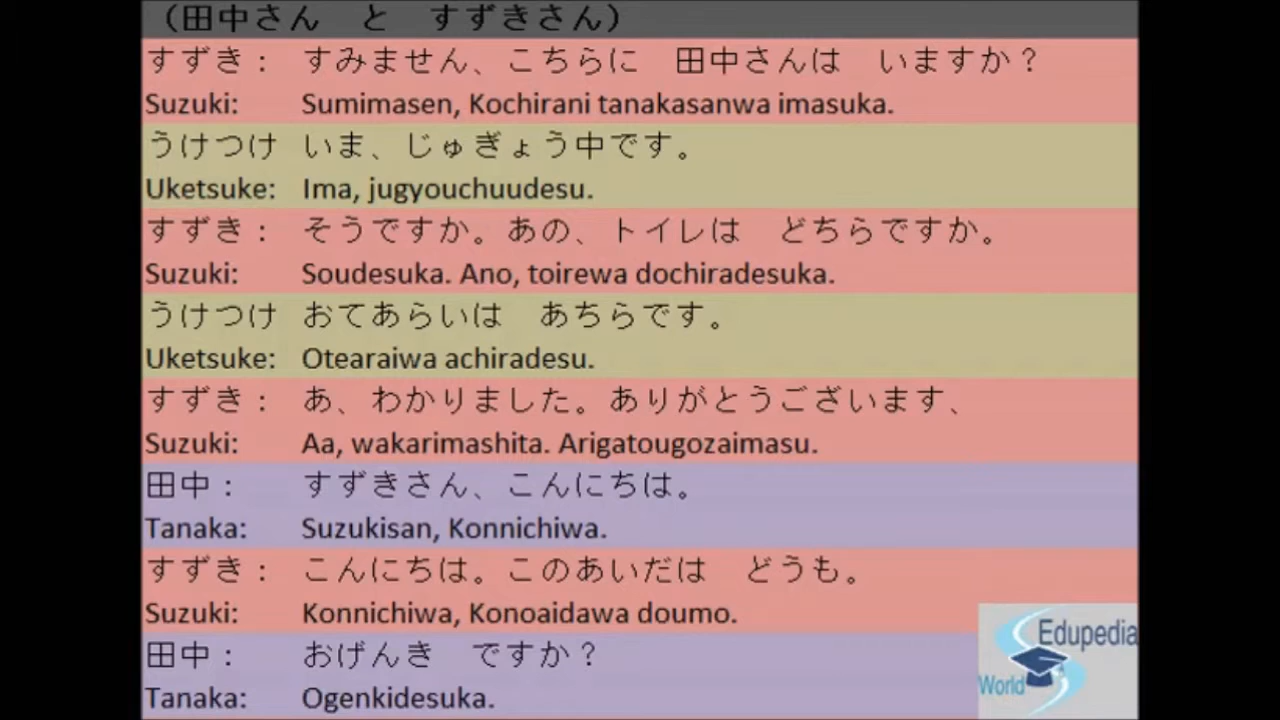 （田中さん　と　すずきさん）
すずき：　すみません、こちらに　田中さんは　いますか？
Suzuki: Sumimasen, Kochirani tanakasanwa imasuka.
うけつけ　いま、じゅぎょう中です。
Uketsuke: Ima, jugyouchuudesu.
すずき：　そうですか。あの、トイレは　どちらですか。
Suzuki: Soudesuka. Ano, toirewa dochiradesuka.
うけつけ　おてあらいは　あちらです。
Uketsuke: Otearaiwa achiradesu.
すずき：　あ、わかりました。ありがとうございます、
Suzuki: Aa, wakarimashita. Arigatougozaimasu.
田中：　すずきさん、こんにちは。
Tanaka: Suzukisan, Konnichiwa.
すずき：　こんにちは。このあいだは　どうも。
Suzuki: Konnichiwa, Konoaidawa doumo.
田中：　おげんき　ですか？
Tanaka: Ogenkidesuka.
Edupedia
World